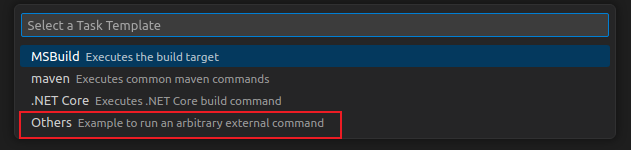 Select a Task Template
MSBuild Executes the build target
maven Executes common maven commands
.NET Core Executes .NET Core build command
Others Example to run an arbitrary external command